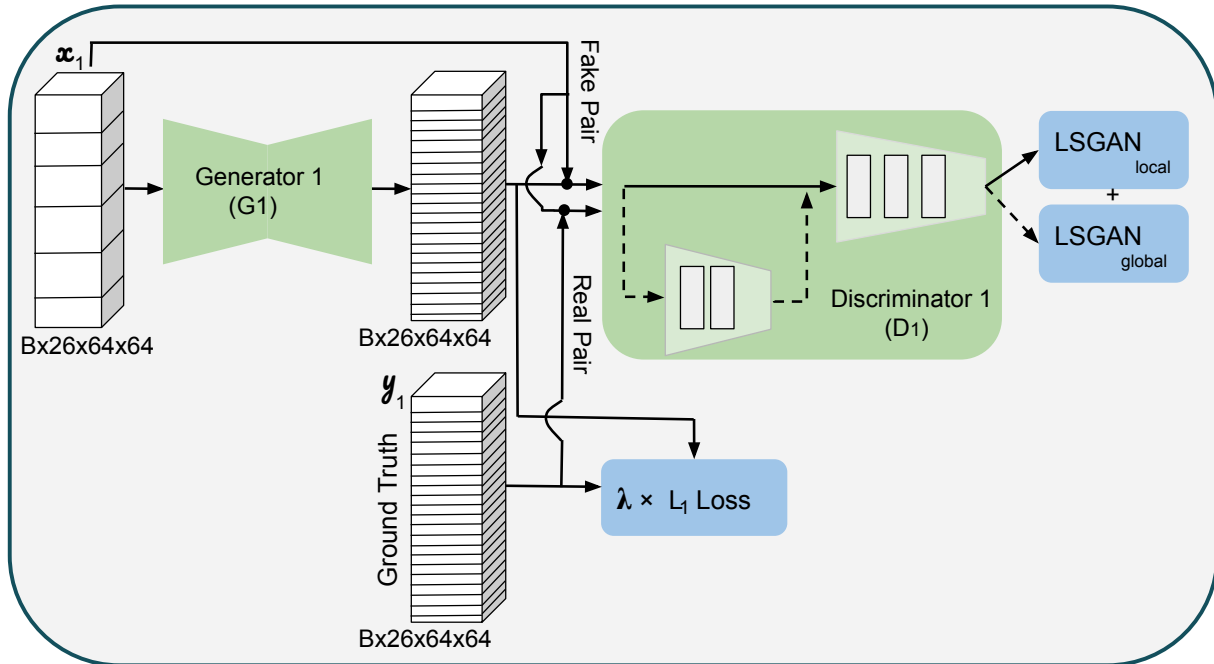 x1
Generator 1
(G1)
Bx26x64x64
Bx26x64x64
Fake Pair
Real Pair
Discriminator 1
(D1)
LSGAN local
+
LSGAN global
y1
Ground Truth
Bx26x64x64
λ × L1 Loss